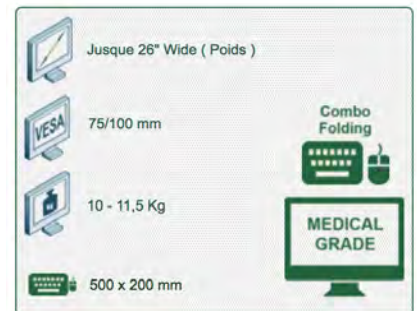 Jusque 26" Wide ( Poids )
VESA
75/100 mm
10 - 11,5 Kg
500 x 200 mm
Combo
Folding
MEDICAL
GRADE